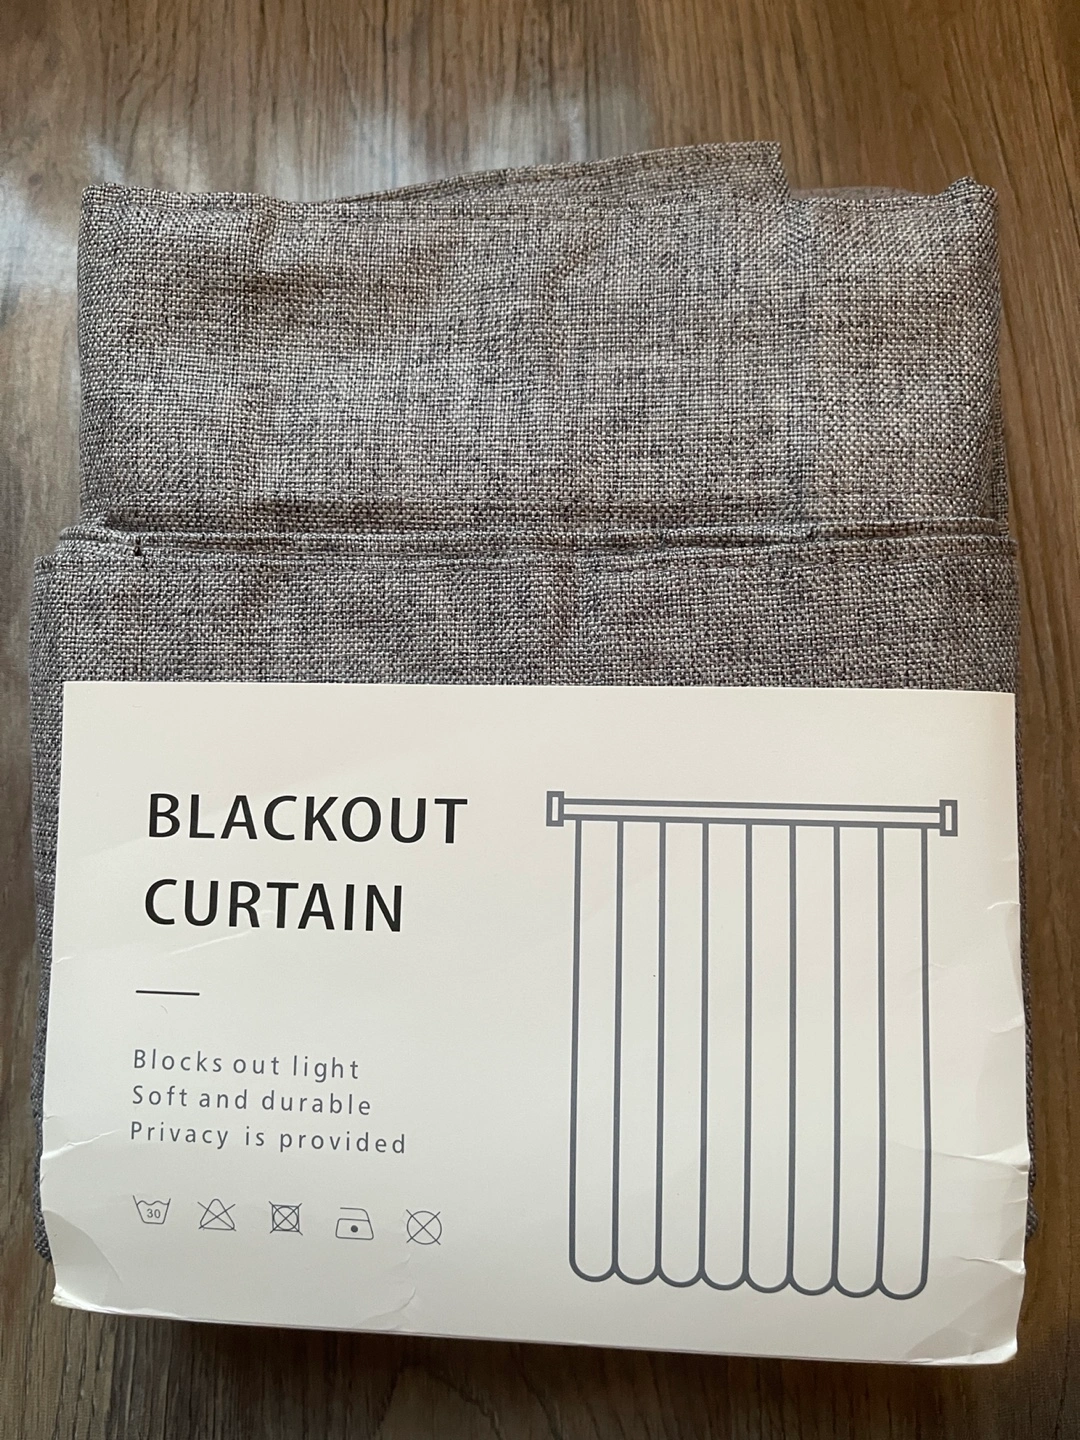 BLACKOUT
CURTAIN
Blocks out light
Soft and durable
Privacy is provided
30